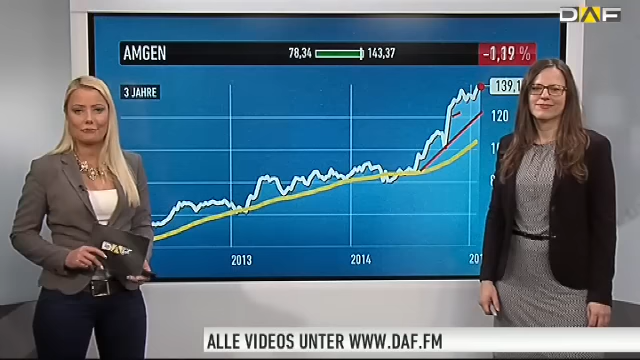 DAF
AMGEN 78,34 143,37 -1,19 %
3 JAHRE
139,1
120
2013 2014
DAF
ALLE VIDEOS UNTER WWW.DAF.FM